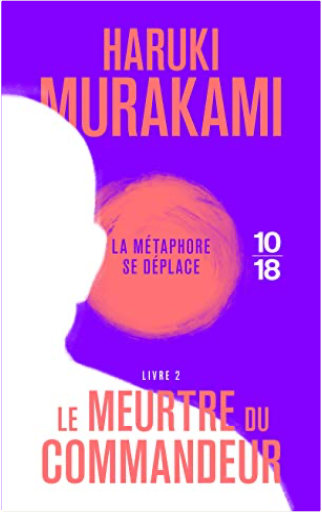 HARUKI
MURAKAMI
LA MÉTAPHORE
SE DÉPLACE
10
18
LIVRE 2
LE MEURTRE DU
COMMANDEUR